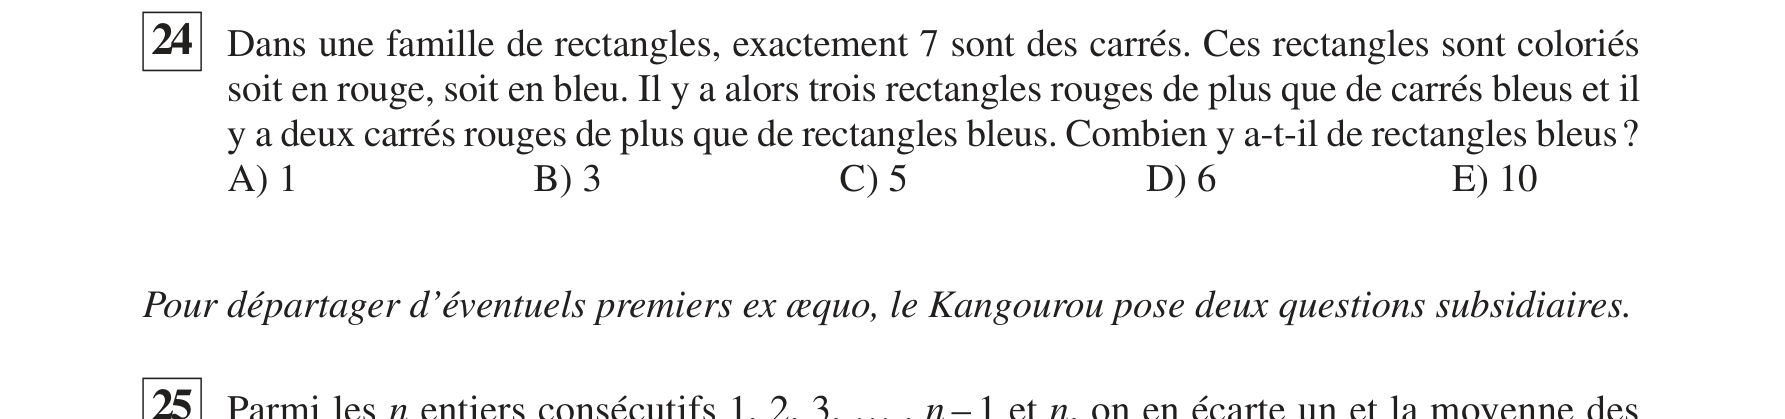 24 Dans une famille de rectangles, exactement 7 sont des carrés. Ces rectangles sont coloriés
soit en rouge, soit en bleu. Il y a alors trois rectangles rouges de plus que de carrés bleus et il
y a deux carrés rouges de plus que de rectangles bleus. Combien y a-t-il de rectangles bleus ?
A) 1 B) 3 C) 5 D) 6 E) 10
Pour départager d’éventuels premiers ex æquo, le Kangourou pose deux questions subsidiaires.
25 Parmi les n entiers consécutifs 1, 2, 3, … , n – 1 et n, on en écarte un et la moyenne des